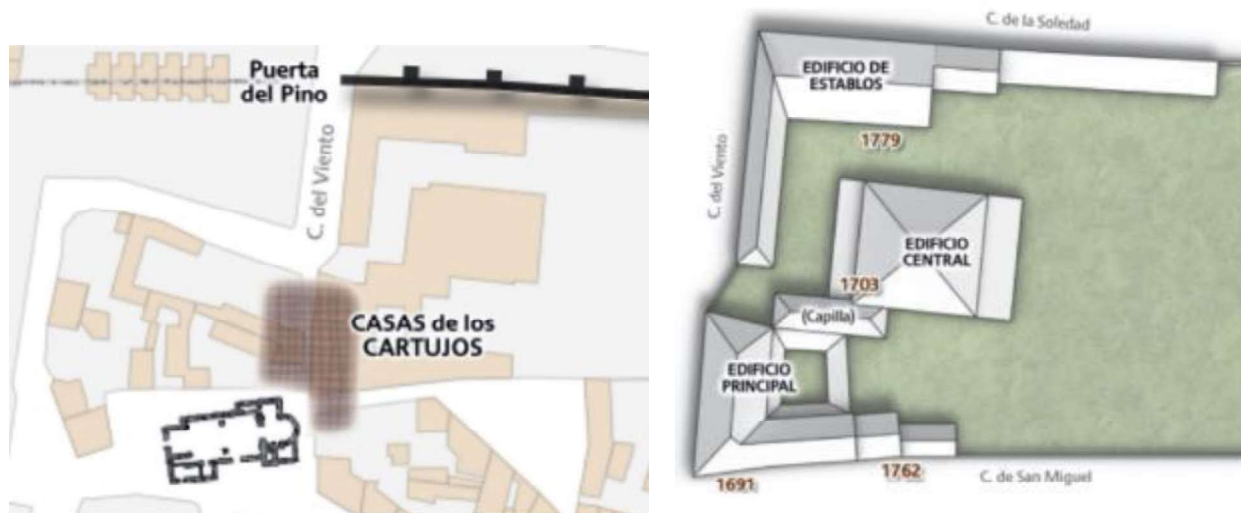 Puerta
del Pino
C. del Viento
CASAS de los
CARTUJOS
C. de la Soledad
EDIFICIO DE
ESTABLOS
1779
C. del Viento
EDIFICIO
CENTRAL
1703
(Capilla)
EDIFICIO
PRINCIPAL
1762
1691
C. de San Miguel